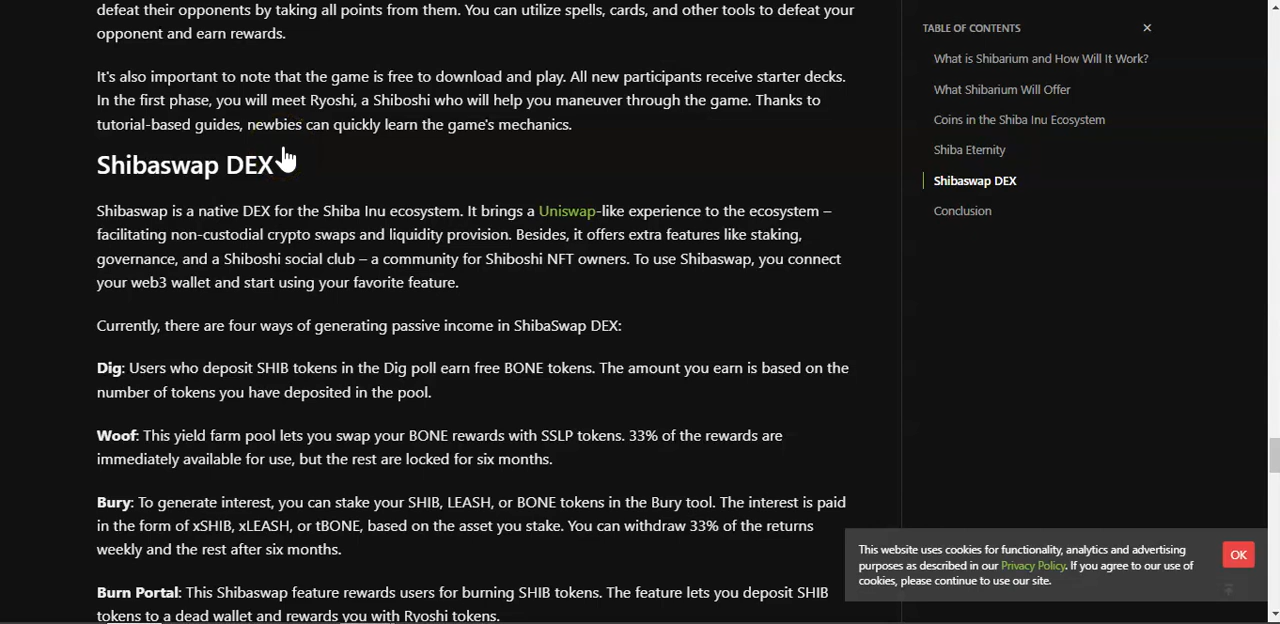 defeat their opponents by taking all points from them. You can utilize spells, cards, and other tools to defeat your
opponent and earn rewards.
It's also important to note that the game is free to download and play. All new participants receive starter decks.
In the first phase, you will meet Ryoshi, a Shiboshi who will help you maneuver through the game. Thanks to
tutorial-based guides, newbies can quickly learn the game's mechanics.
Shibaswap DEX
Shibaswap is a native DEX for the Shiba Inu ecosystem. It brings a Uniswap-like experience to the ecosystem –
facilitating non-custodial crypto swaps and liquidity provision. Besides, it offers extra features like staking,
governance, and a Shiboshi social club – a community for Shiboshi NFT owners. To use Shibaswap, you connect
your web3 wallet and start using your favorite feature.
Currently, there are four ways of generating passive income in ShibaSwap DEX:
Dig: Users who deposit SHIB tokens in the Dig poll earn free BONE tokens. The amount you earn is based on the
number of tokens you have deposited in the pool.
Woof: This yield farm pool lets you swap your BONE rewards with SSLP tokens. 33% of the rewards are
immediately available for use, but the rest are locked for six months.
Bury: To generate interest, you can stake your SHIB, LEASH, or BONE tokens in the Bury tool. The interest is paid
in the form of xSHIB, xLEASH, or tBONE, based on the asset you stake. You can withdraw 33% of the returns
weekly and the rest after six months.
Burn Portal: This Shibaswap feature rewards users for burning SHIB tokens. The feature lets you deposit SHIB
tokens to a dead wallet and rewards you with Ryoshi tokens.
TABLE OF CONTENTS
What is Shibarium and How Will It Work?
What Shibarium Will Offer
Coins in the Shiba Inu Ecosystem
Shiba Eternity
Shibaswap DEX
Conclusion
This website uses cookies for functionality, analytics and advertising
purposes as described in our Privacy Policy. If you agree to our use of
cookies, please continue to use our site.
OK